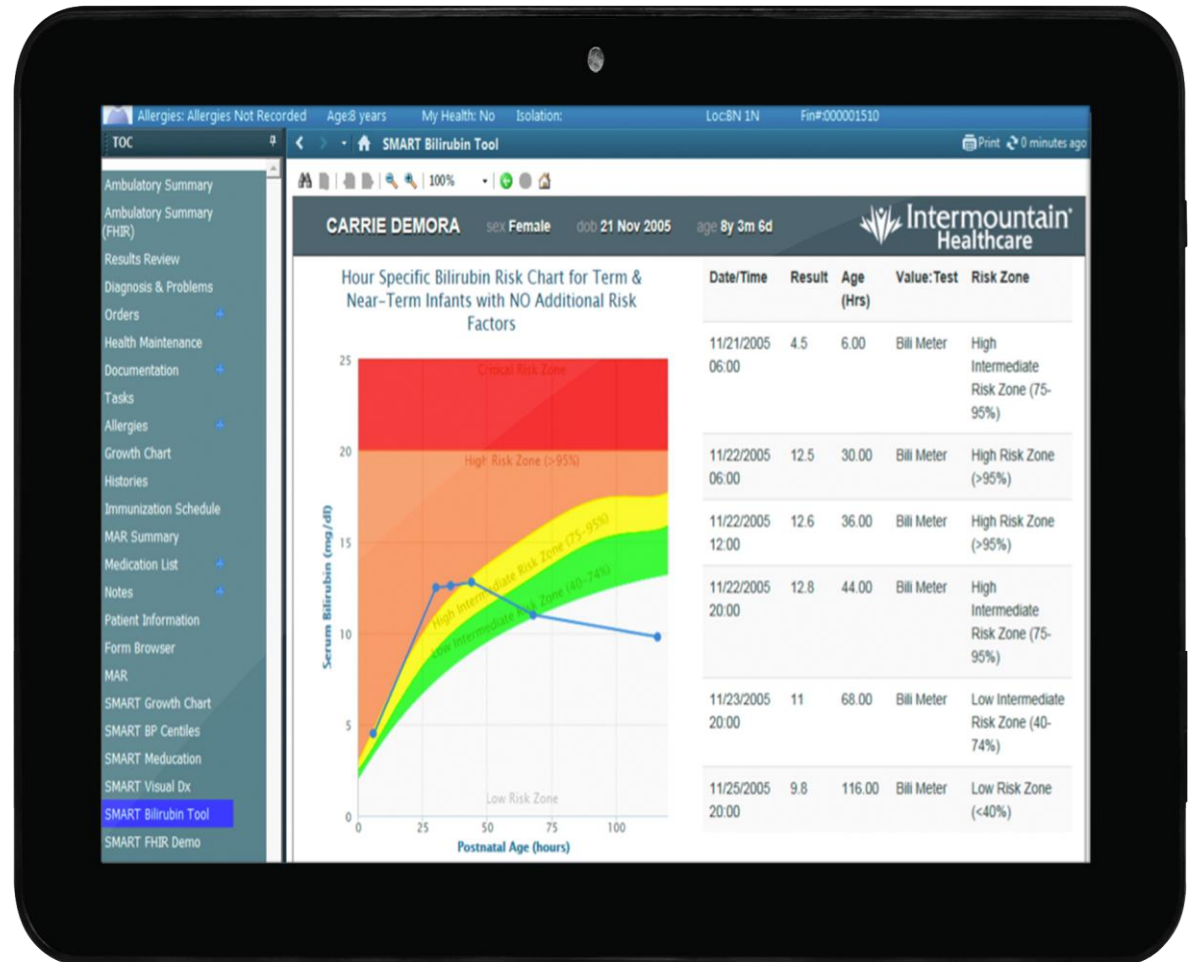 Allergies: Allergies Not Recorded Age:8 years My Health: No Isolation: Loc:BN 1N Fin#:000001510
TOC
SMART Bilirubin Tool
Print 0 minutes ago
100%
Ambulatory Summary
Ambulatory Summary
(FHIR)
Results Review
Diagnosis & Problems
Orders
Health Maintenance
Documentation
Tasks
Allergies
Growth Chart
Histories
Immunization Schedule
MAR Summary
Medication List
Notes
Patient Information
Form Browser
MAR
SMART Growth Chart
SMART BP Centiles
SMART Meducation
SMART Visual Dx
SMART Bilirubin Tool
SMART FHIR Demo
CARRIE DEMORA sex Female dob 21 Nov 2005 age 8y 3m 6d
Intermountain
Healthcare
Hour Specific Bilirubin Risk Chart for Term &
Near-Term Infants with NO Additional Risk
Factors
25
Critical Risk Zone
20
High Risk Zone (>95%)
15
High Intermediate Risk Zone (75-95%)
Low Intermediate Risk Zone (40-74%)
10
5
Low Risk Zone
0
Serum Bilirubin (mg/dl)
0 25 50 75 100
Postnatal Age (hours)
Date/Time Result Age Value:Test Risk Zone
(Hrs)
11/21/2005 4.5 6.00 Bili Meter High
06:00 Intermediate
Risk Zone (75-
95%)
11/22/2005 12.5 30.00 Bili Meter High Risk Zone
06:00 (>95%)
11/22/2005 12.6 36.00 Bili Meter High Risk Zone
12:00 (>95%)
11/22/2005 12.8 44.00 Bili Meter High
20:00 Intermediate
Risk Zone (75-
95%)
11/23/2005 11 68.00 Bili Meter Low Intermediate
20:00 Risk Zone (40-
74%)
11/25/2005 9.8 116.00 Bili Meter Low Risk Zone
20:00 (<40%)